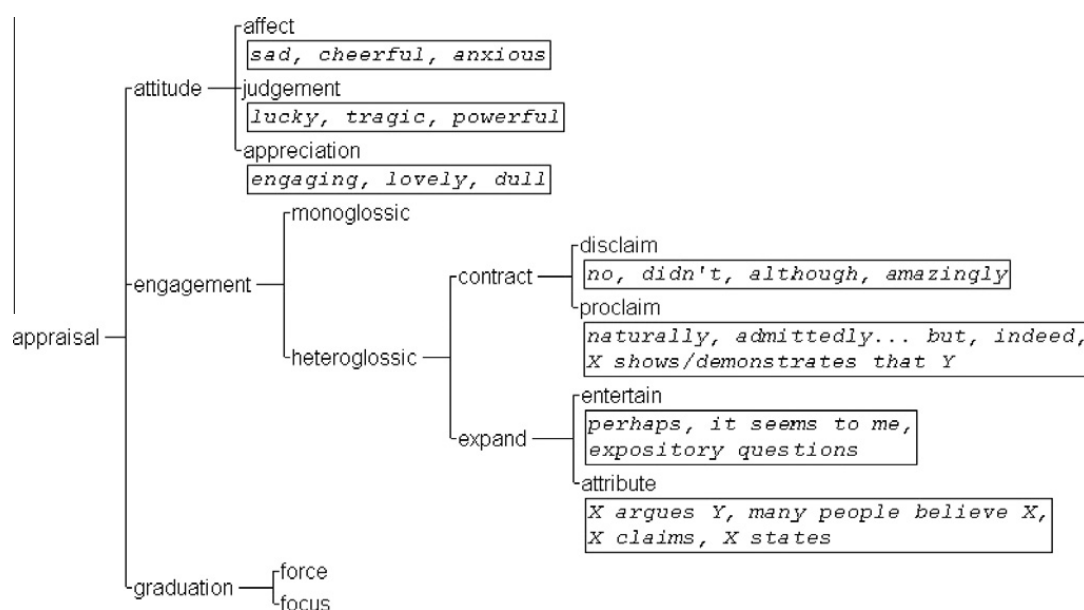 affect
sad, cheerful, anxious
attitude
judgement
lucky, tragic, powerful
appreciation
engaging, lovely, dull
monoglossic
disclaim
no, didn't, although, amazingly
engagement
contract
proclaim
appraisal
naturally, admittedly... but, indeed,
X shows/demonstrates that Y
heteroglossic
entertain
perhaps, it seems to me,
expository questions
expand
attribute
X argues Y, many people believe X,
X claims, X states
force
graduation
focus